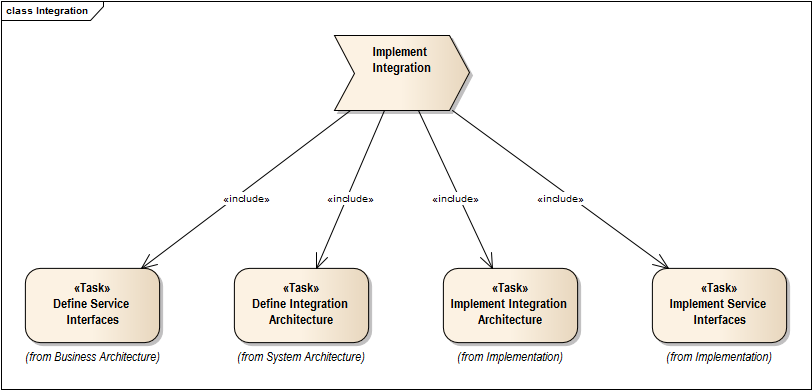 class Integration
Implement
Integration
«include»
«include»
«include»
«include»
«Task»
Define Service
Interfaces
(from Business Architecture)
«Task»
Define Integration
Architecture
(from System Architecture)
«Task»
Implement Integration
Architecture
(from Implementation)
«Task»
Implement Service
Interfaces
(from Implementation)